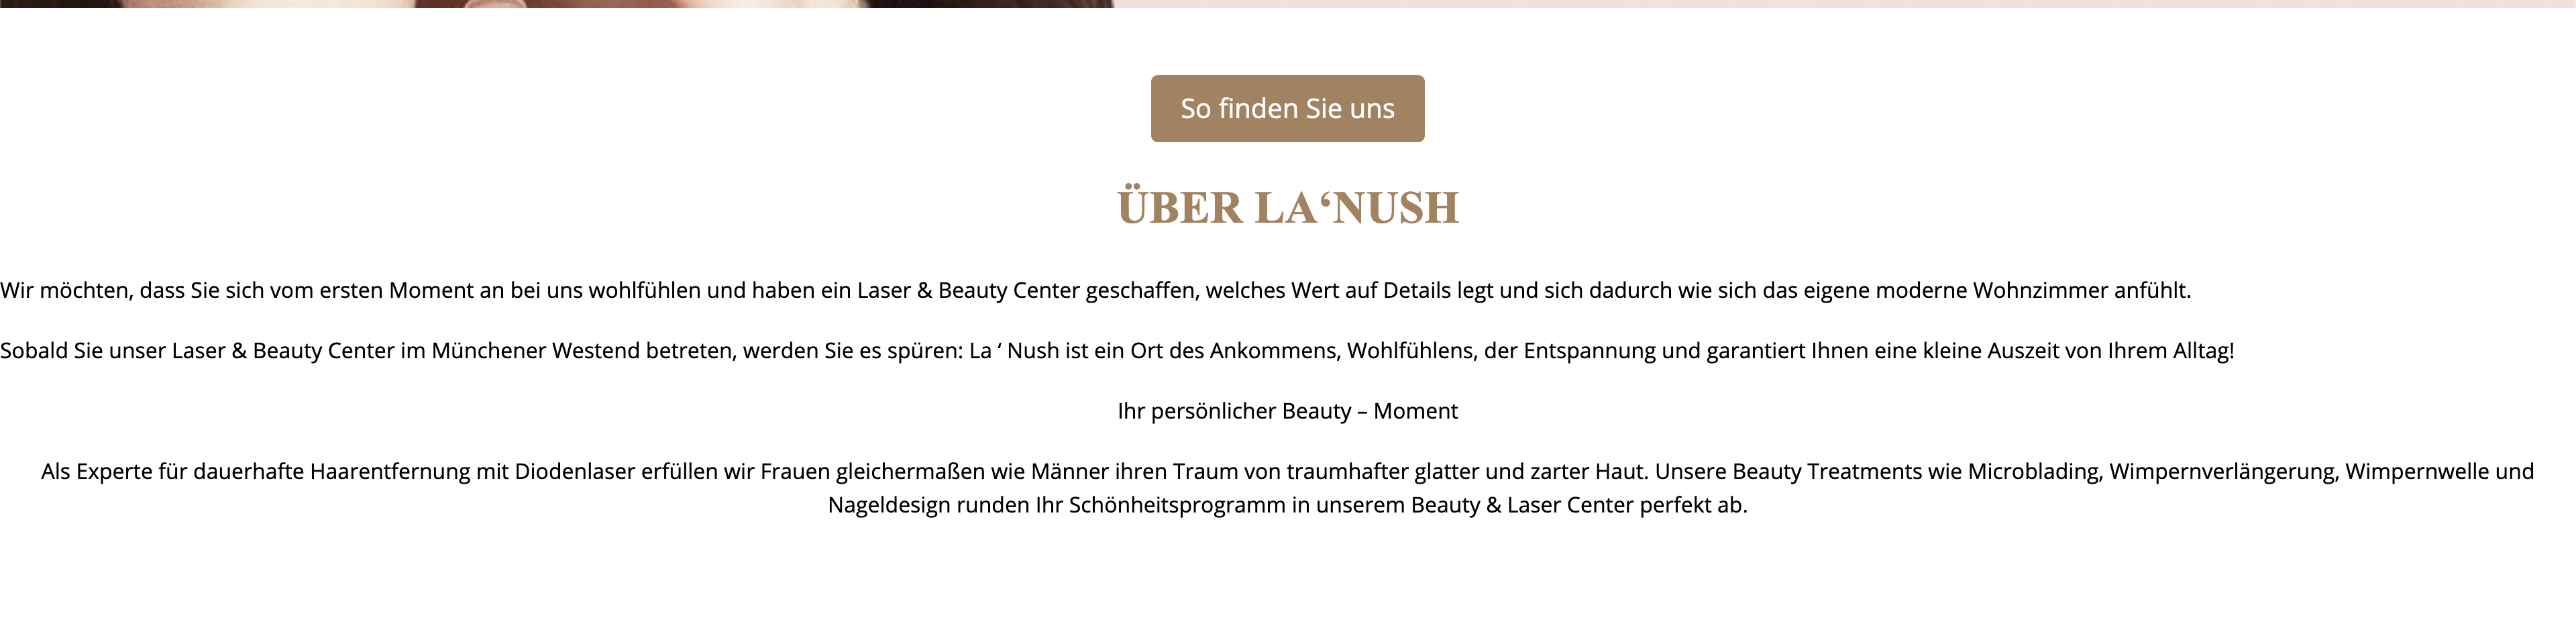 So finden Sie uns
ÜBER LA‘NUSH
Wir möchten, dass Sie sich vom ersten Moment an bei uns wohlfühlen und haben ein Laser & Beauty Center geschaffen, welches Wert auf Details legt und sich dadurch wie sich das eigene moderne Wohnzimmer anfühlt.
Sobald Sie unser Laser & Beauty Center im Münchener Westend betreten, werden Sie es spüren: La ‘ Nush ist ein Ort des Ankommens, Wohlfühlens, der Entspannung und garantiert Ihnen eine kleine Auszeit von Ihrem Alltag!
Ihr persönlicher Beauty – Moment
Als Experte für dauerhafte Haarentfernung mit Diodenlaser erfüllen wir Frauen gleichermaßen wie Männer ihren Traum von traumhafter glatter und zarter Haut. Unsere Beauty Treatments wie Microblading, Wimpernverlängerung, Wimpernwelle und
Nageldesign runden Ihr Schönheitsprogramm in unserem Beauty & Laser Center perfekt ab.